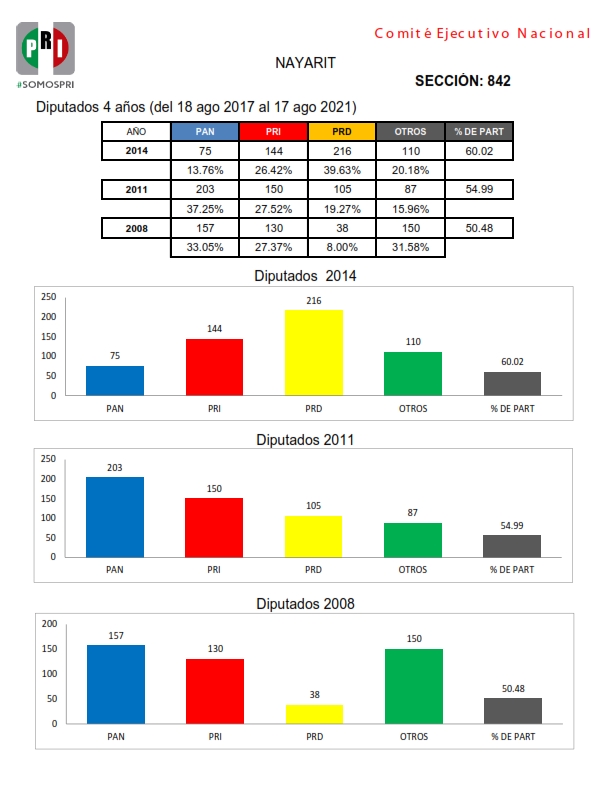 PRI
#SOMOSPRI
Comité Ejecutivo Nacional
NAYARIT
SECCIÓN: 842
Diputados 4 años (del 18 ago 2017 al 17 ago 2021)
AÑO PAN PRI PRD OTROS % DE PART
2014 75 144 216 110 60.02
13.76% 26.42% 39.63% 20.18%
2011 203 150 105 87 54.99
37.25% 27.52% 19.27% 15.96%
2008 157 130 38 150 50.48
33.05% 27.37% 8.00% 31.58%
Diputados 2014
250
200
150
100
50
0
75 144 216 110 60.02
PAN PRI PRD OTROS % DE PART
Diputados 2011
250
200
150
100
50
0
203 150 105 87 54.99
PAN PRI PRD OTROS % DE PART
Diputados 2008
200
150
100
50
0
157 130 38 150 50.48
PAN PRI PRD OTROS % DE PART